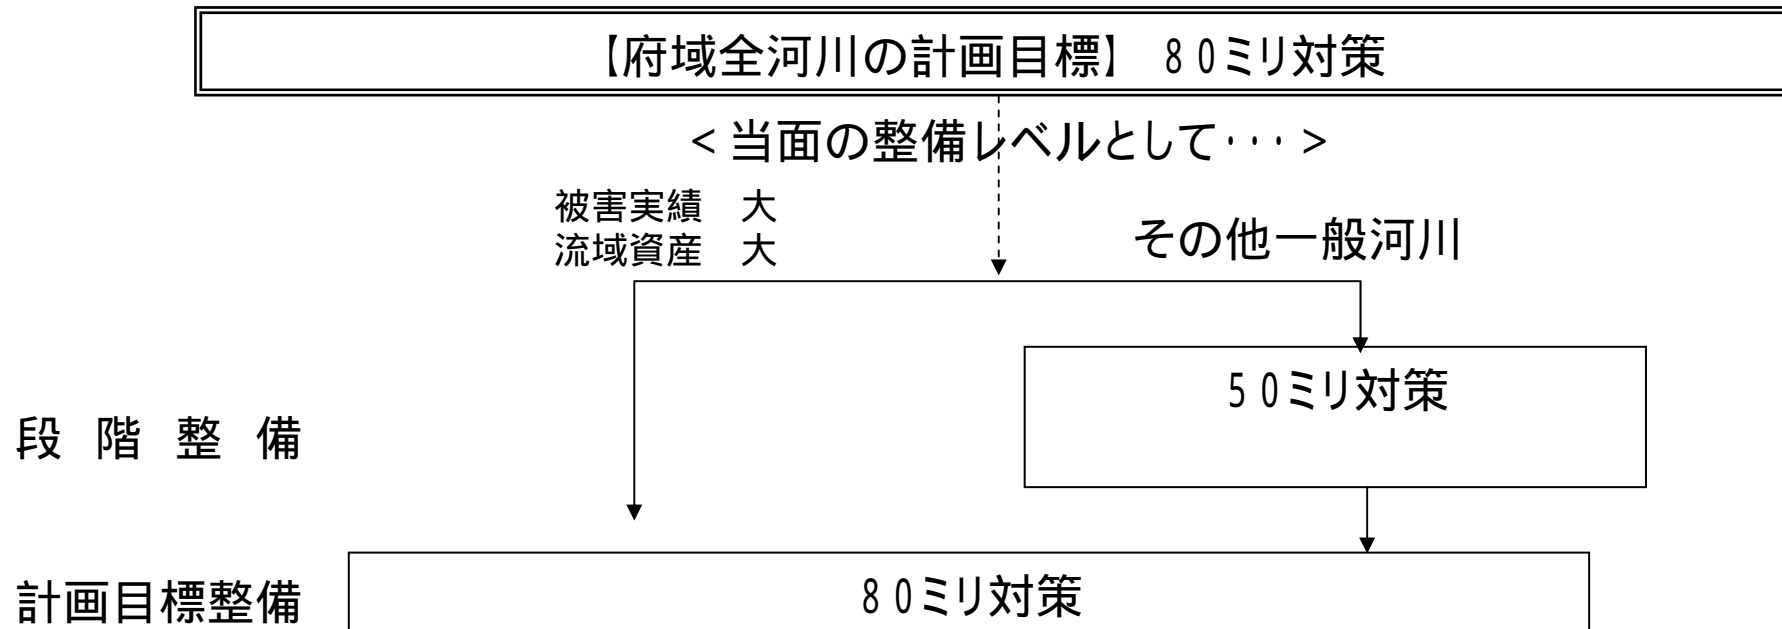 【府域全河川の計画目標】 80ミリ対策
<当面の整備レベルとして・・・>
被害実績 大
流域資産 大
その他一般河川
50ミリ対策
段 階 整 備
計画目標整備
80ミリ対策